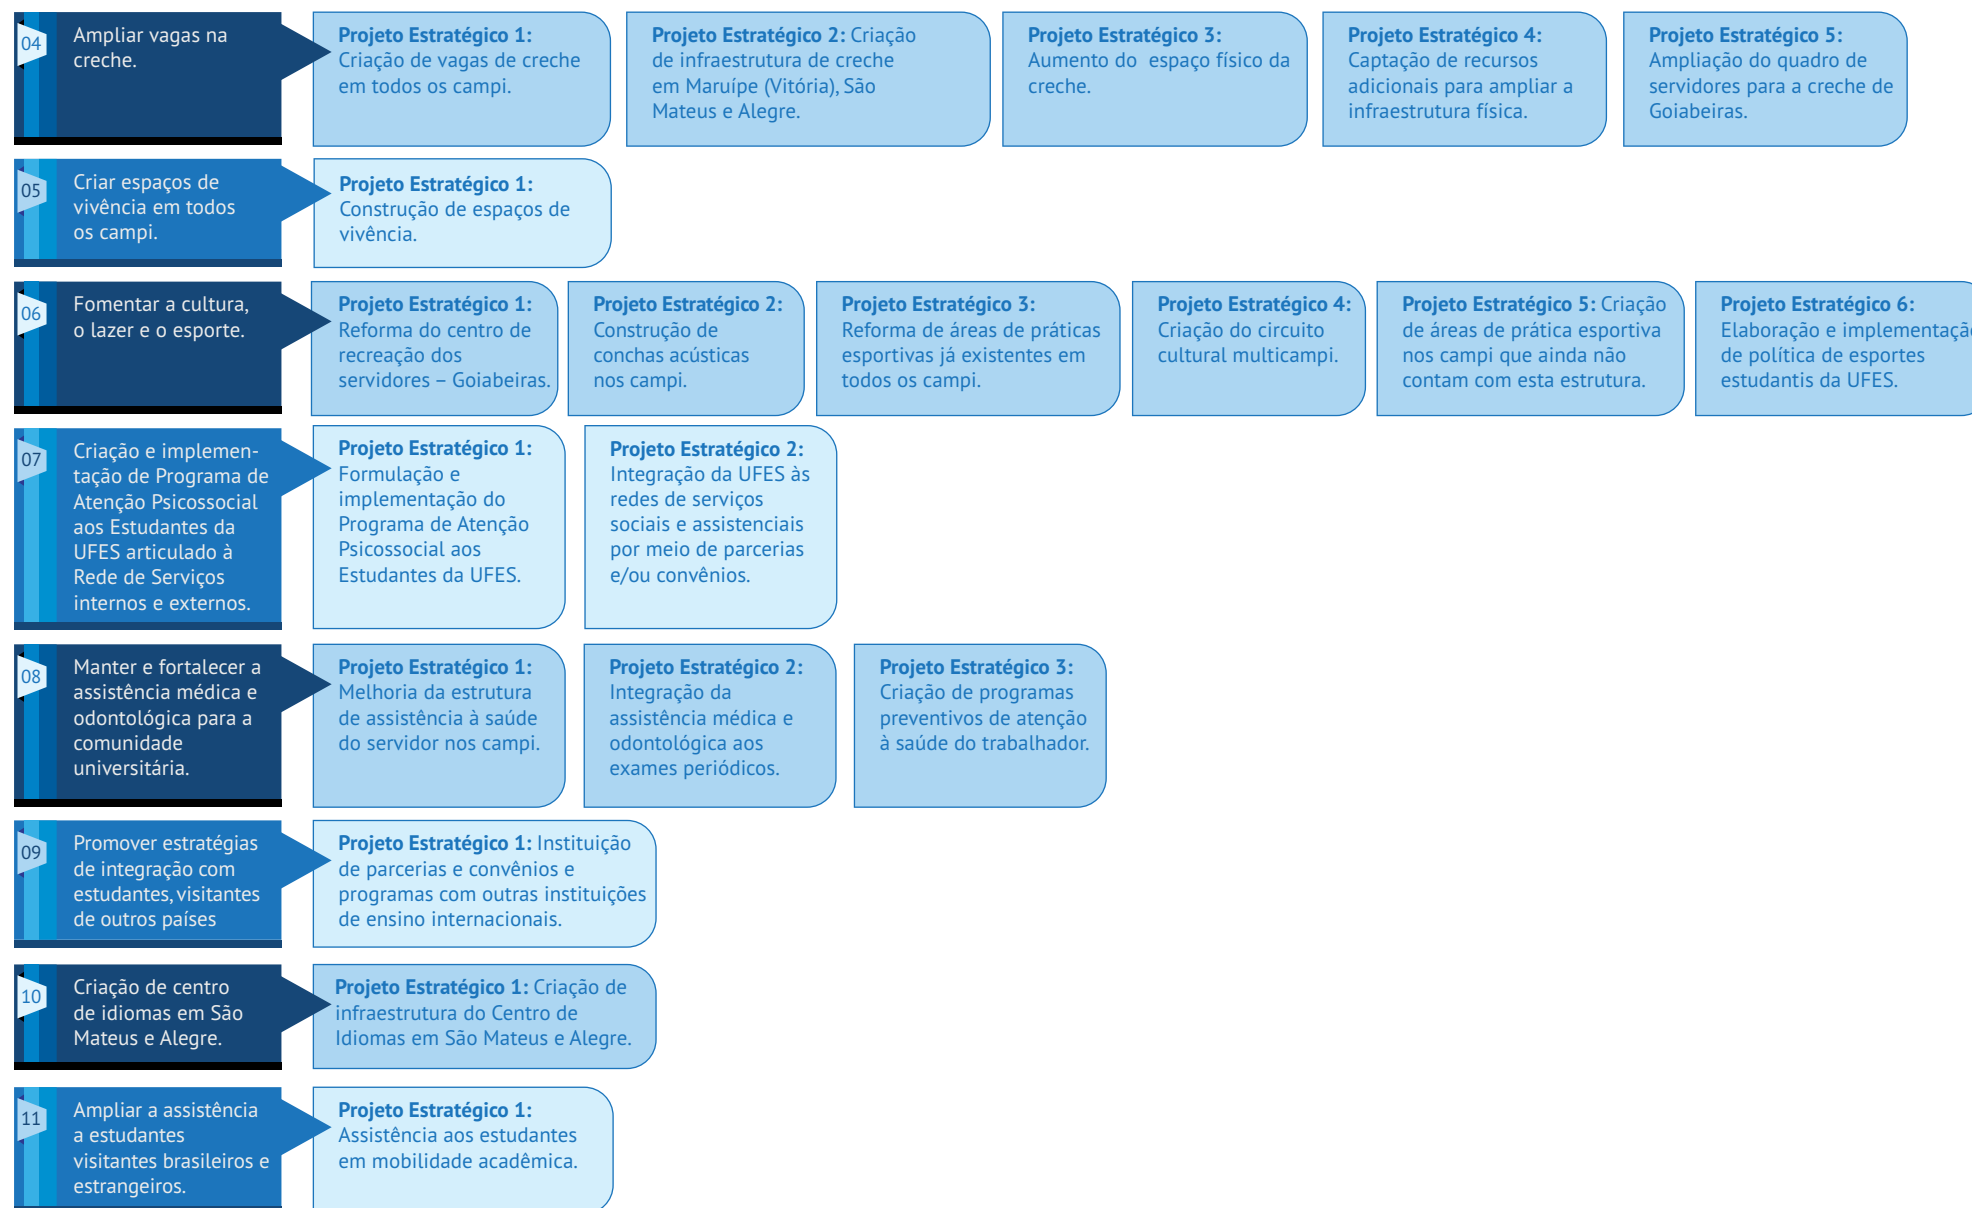 04
Ampliar vagas na
creche.
Projeto Estratégico 1:
Criação de vagas de creche
em todos os campi.
Projeto Estratégico 2: Criação
de infraestrutura de creche
em Maruípe (Vitória), São
Mateus e Alegre.
Projeto Estratégico 3:
Aumento do espaço físico da
creche.
Projeto Estratégico 4:
Captação de recursos
adicionais para ampliar a
infraestrutura física.
Projeto Estratégico 5:
Ampliação do quadro de
servidores para a creche de
Goiabeiras.
05
Criar espaços de
vivência em todos
os campi.
Projeto Estratégico 1:
Construção de espaços de
vivência.
06
Fomentar a cultura,
o lazer e o esporte.
Projeto Estratégico 1:
Reforma do centro de
recreação dos
servidores – Goiabeiras.
Projeto Estratégico 2:
Construção de
conchas acústicas
nos campi.
Projeto Estratégico 3:
Reforma de áreas de práticas
esportivas já existentes em
todos os campi.
Projeto Estratégico 4:
Criação do circuito
cultural multicampi.
Projeto Estratégico 5: Criação
de áreas de prática esportiva
nos campi que ainda não
contam com esta estrutura.
Projeto Estratégico 6:
Elaboração e implementação
de política de esportes
estudantis da UFES.
07
Criação e implemen-
tação de Programa de
Atenção Psicossocial
aos Estudantes da
UFES articulado à
Rede de Serviços
internos e externos.
Projeto Estratégico 1:
Formulação e
implementação do
Programa de Atenção
Psicossocial aos
Estudantes da UFES.
Projeto Estratégico 2:
Integração da UFES às
redes de serviços
sociais e assistenciais
por meio de parcerias
e/ou convênios.
08
Manter e fortalecer a
assistência médica e
odontológica para a
comunidade
universitária.
Projeto Estratégico 1:
Melhoria da estrutura
de assistência à saúde
do servidor nos campi.
Projeto Estratégico 2:
Integração da
assistência médica e
odontológica aos
exames periódicos.
Projeto Estratégico 3:
Criação de programas
preventivos de atenção
à saúde do trabalhador.
09
Promover estratégias
de integração com
estudantes, visitantes
de outros países
Projeto Estratégico 1: Instituição
de parcerias e convênios e
programas com outras instituições
de ensino internacionais.
10
Criação de centro
de idiomas em São
Mateus e Alegre.
Projeto Estratégico 1: Criação de
infraestrutura do Centro de
Idiomas em São Mateus e Alegre.
11
Ampliar a assistência
a estudantes
visitantes brasileiros e
estrangeiros.
Projeto Estratégico 1:
Assistência aos estudantes
em mobilidade acadêmica.